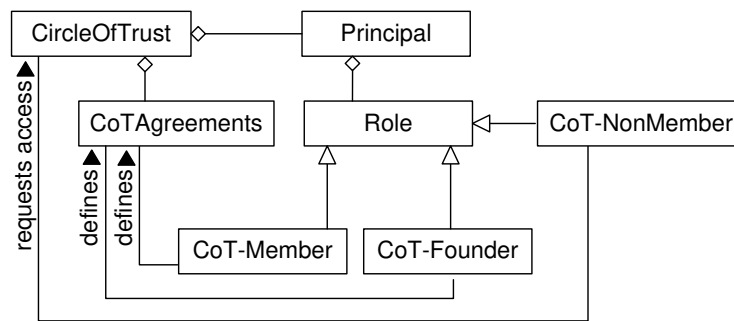 CircleOfTrust
Principal
requests access
CoTAgreements
Role
CoT-NonMember
defines
defines
CoT-Member
CoT-Founder